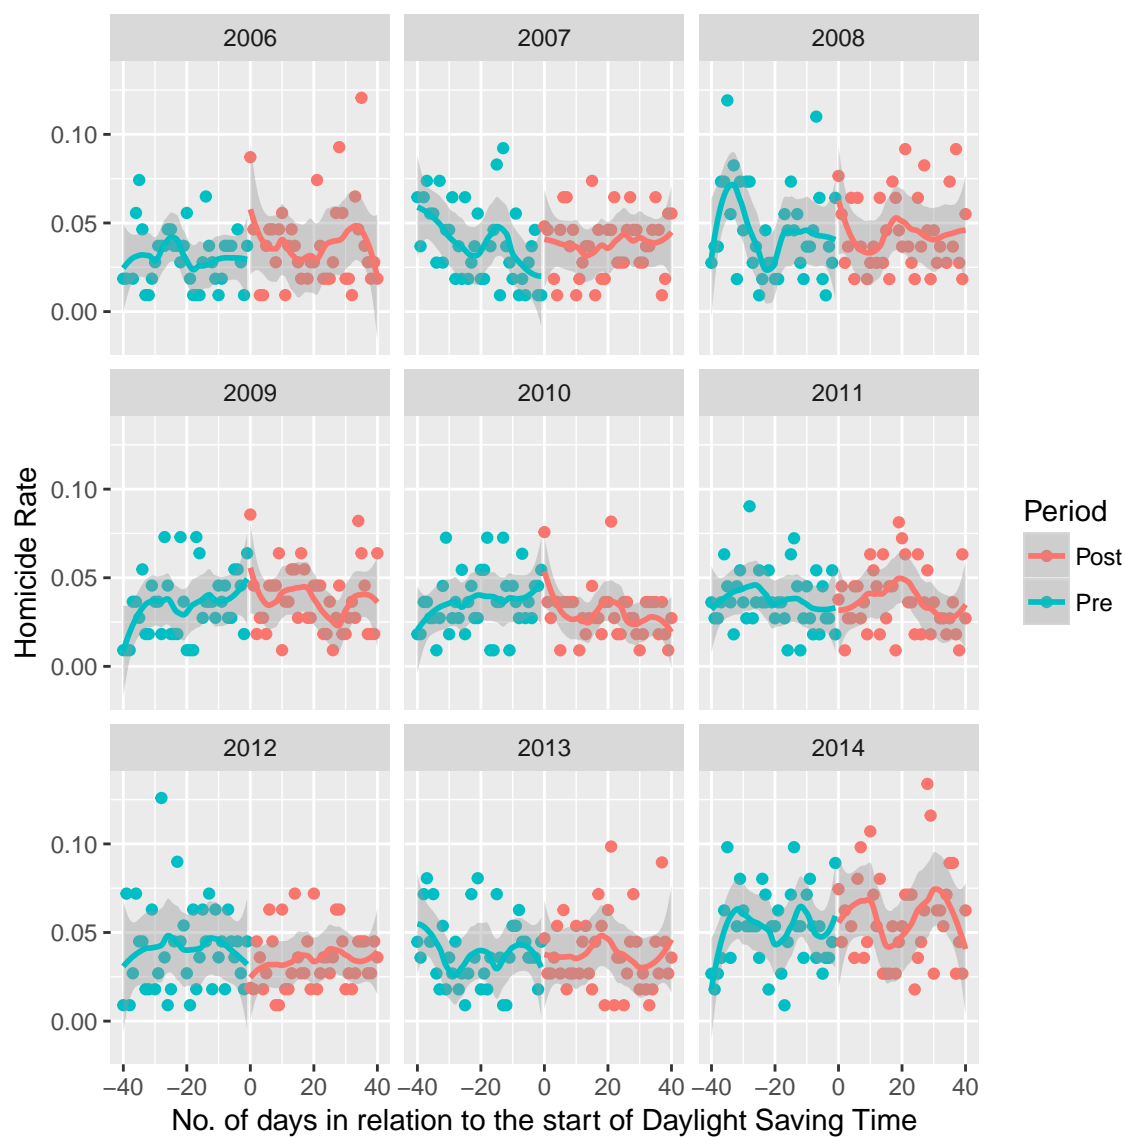 2006 2007 2008
0.10
0.05
0.00
2009 2010 2011
0.10
0.05
0.00
2012 2013 2014
0.10
0.05
0.00
−40 −20 0 20 40 −40 −20 0 20 40 −40 −20 0 20 40
No. of days in relation to the start of Daylight Saving Time
Homicide Rate
Period
Post
Pre